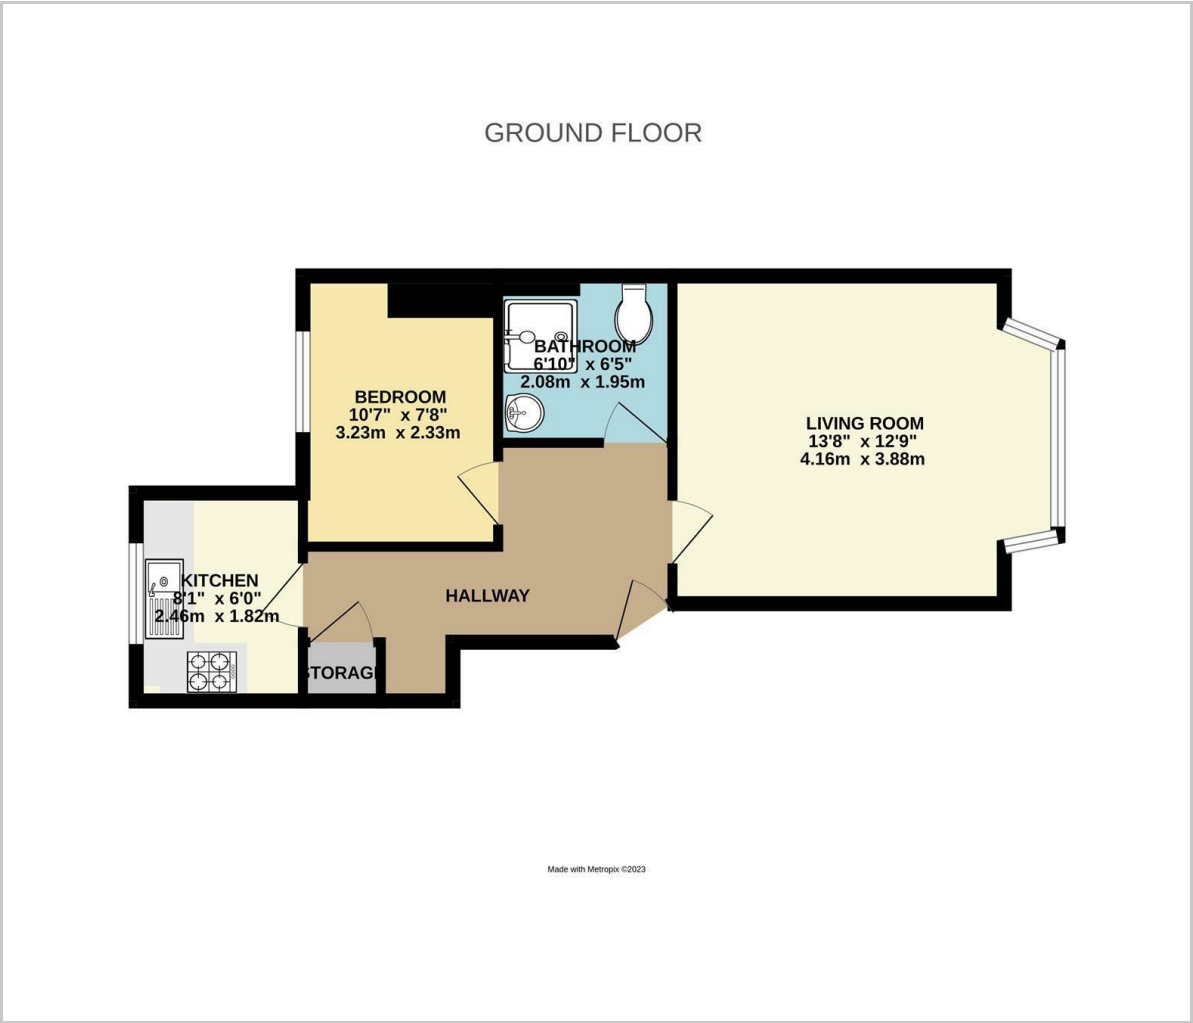 GROUND FLOOR
BATHROOM
6'10" x 6'5"
2.08m x 1.95m
BEDROOM
10'7" x 7'8"
3.23m x 2.33m
LIVING ROOM
13'8" x 12'9"
4.16m x 3.88m
KITCHEN
8'1" x 6'0"
2.46m x 1.82m
HALLWAY
STORAGE
Made with Metropix ©2023